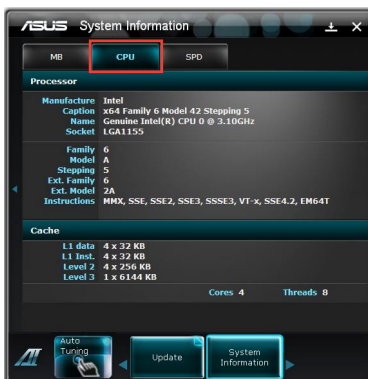 ASUS System Information
MB CPU SPD
Processor
Manufacture Intel
Caption x64 Family 6 Model 42 Stepping 5
Name Genuine Intel(R) CPU 0 @ 3.10GHz
Socket LGA1155
Family 6
Model A
Stepping 5
Ext. Family 6
Ext. Model 2A
Instructions MMX, SSE, SSE2, SSE3, SSSE3, VT-x, SSE4.2, EM64T
Cache
L1 data 4 x 32 KB
L1 Inst. 4 x 32 KB
Level 2 4 x 256 KB
Level 3 1 x 6144 KB
Cores 4 Threads 8
Auto
Tuning
Update
System
Information